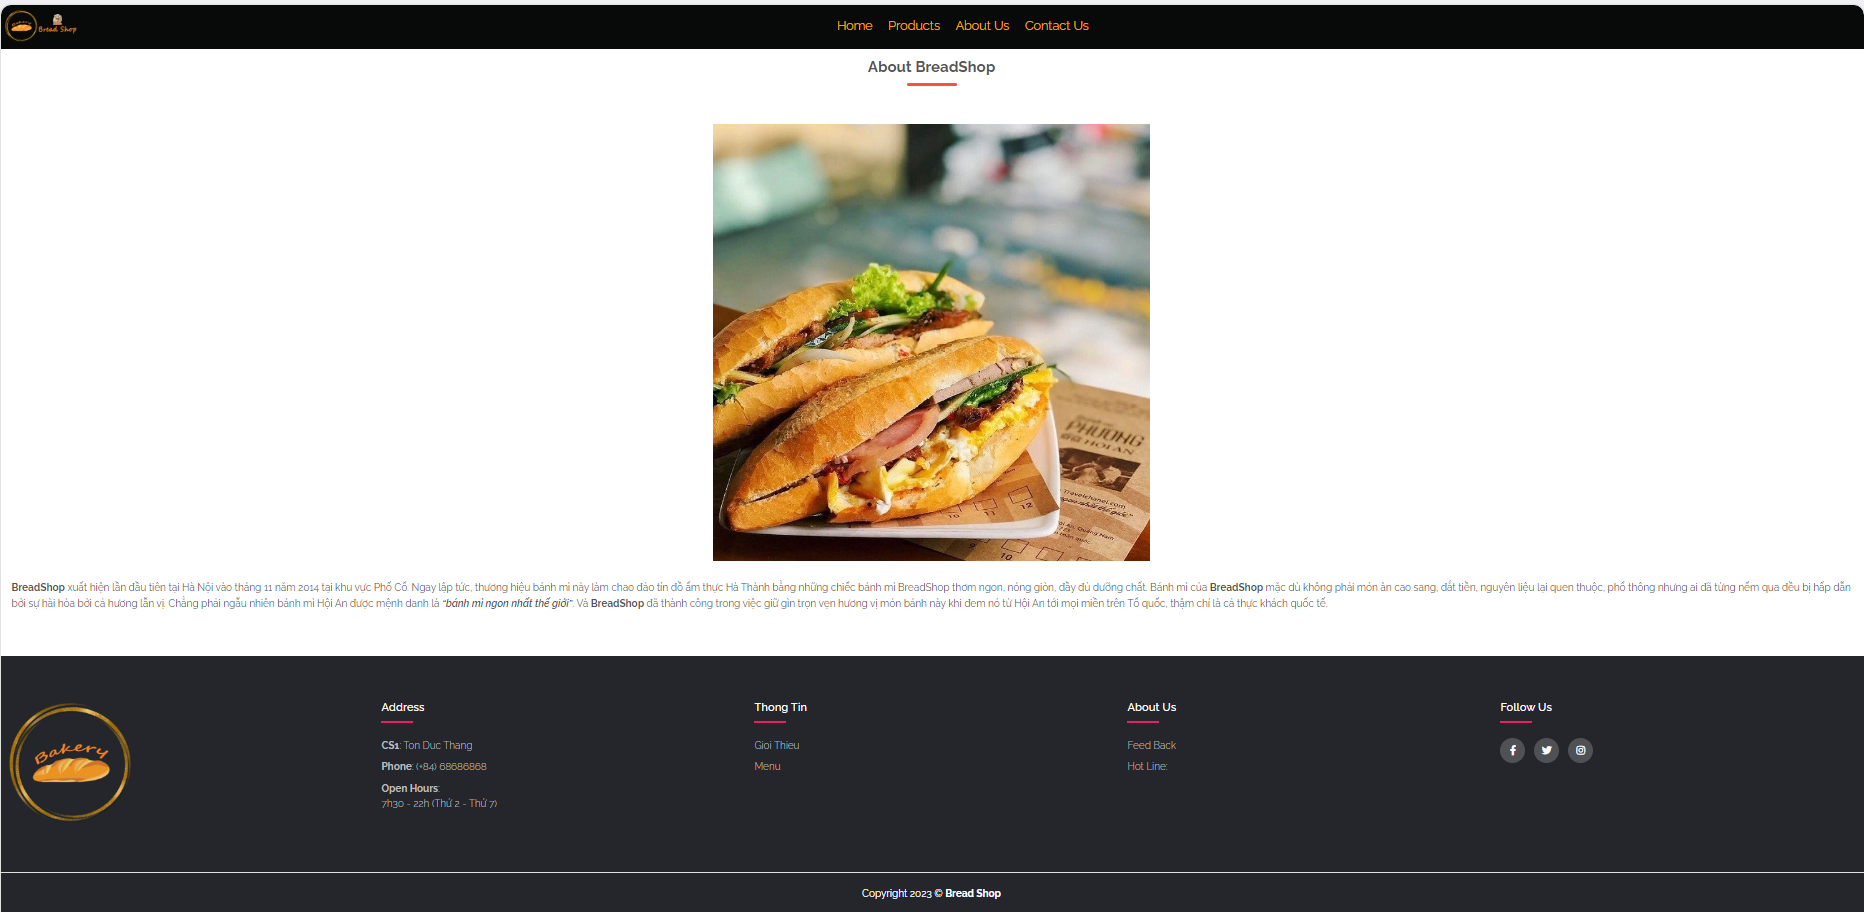 Bakery
Bread Shop
Home Products About Us Contact Us
About BreadShop
PHUONG
HOI AN
Travelchanel.com
10 11 12
9 10 11
BreadShop xuất hiện lần đầu tiên tại Hà Nội vào tháng 11 năm 2014 tại khu vực Phố Cổ. Ngay lập tức, thương hiệu bánh mì này làm chao đảo tín đồ ẩm thực Hà Thành bằng những chiếc bánh mì BreadShop thơm ngon, nóng giòn, đầy đủ dưỡng chất. Bánh mì của BreadShop mặc dù không phải món ăn cao sang, đắt tiền, nguyên liệu lại quen thuộc, phổ thông nhưng ai đã từng nếm qua đều bị hấp dẫn
bởi sự hài hòa bởi cả hương lẫn vị. Chẳng phải ngẫu nhiên bánh mì Hội An được mệnh danh là “bánh mì ngon nhất thế giới”. Và BreadShop đã thành công trong việc giữ gìn trọn vẹn hương vị món bánh này khi đem nó từ Hội An tới mọi miền trên Tổ quốc, thậm chí là cả thực khách quốc tế.
Bakery
Address
CS1: Ton Duc Thang
Phone: (+84) 68686868
Open Hours:
7h30 - 22h (Thứ 2 - Thứ 7)
Thong Tin
Gioi Thieu
Menu
About Us
Feed Back
Hot Line:
Follow Us
Copyright 2023 © Bread Shop